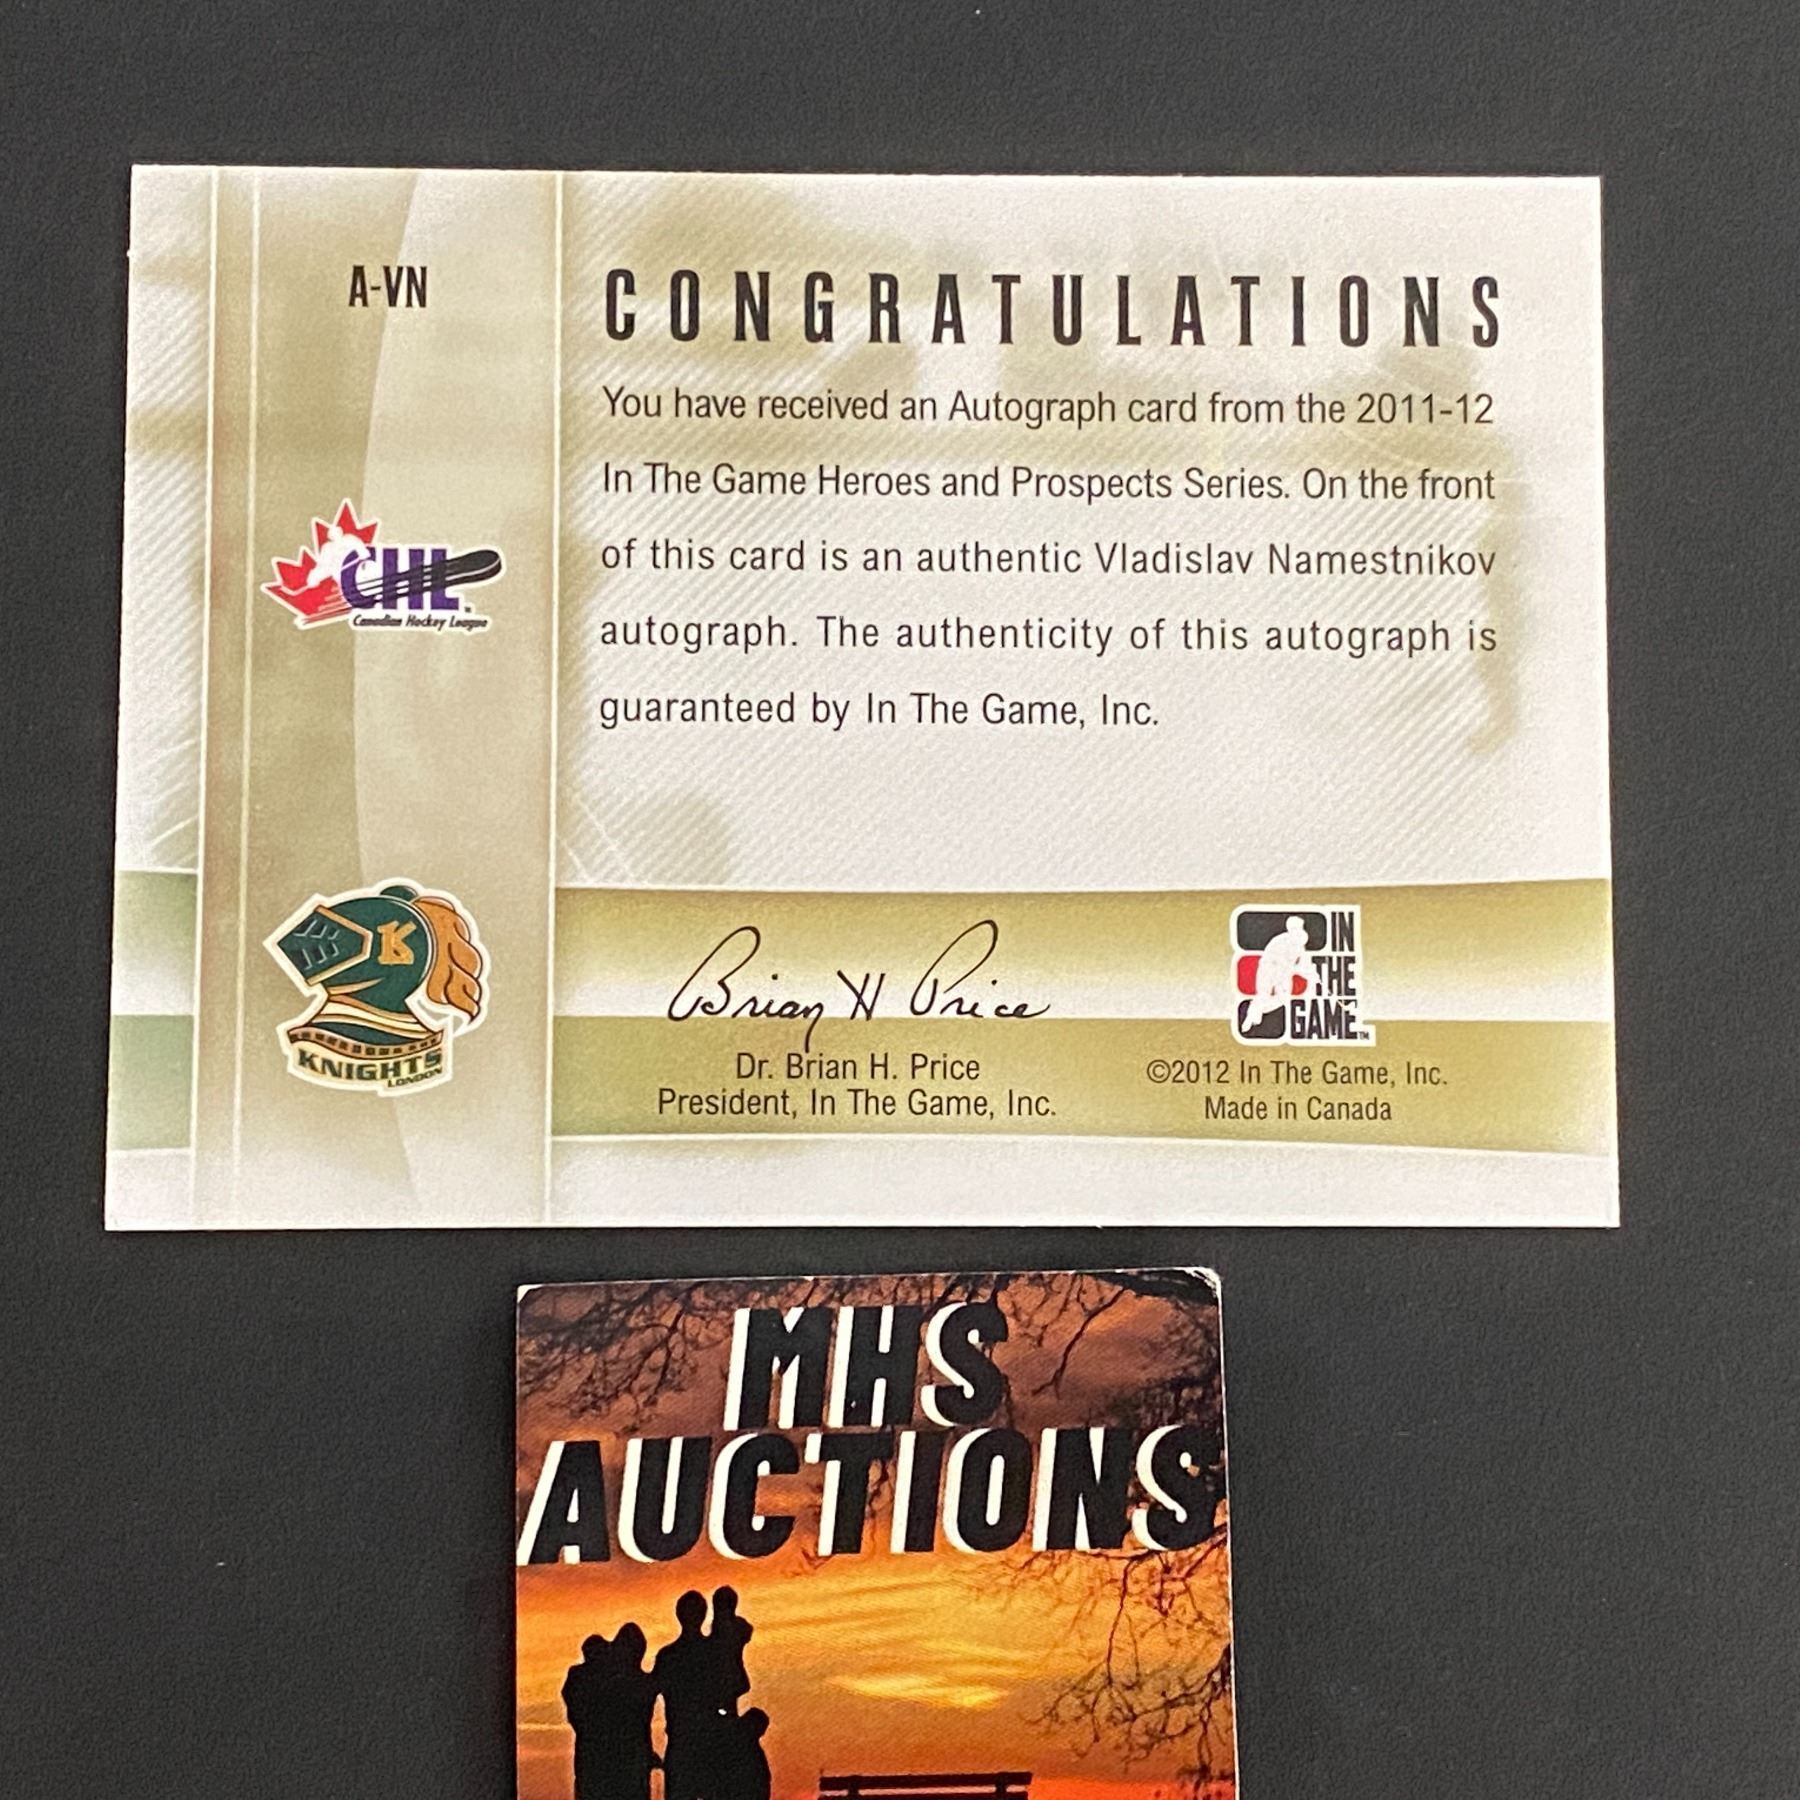 A-VN
CONGRATULATIONS
You have received an Autograph card from the 2011-12
In The Game Heroes and Prospects Series. On the front
of this card is an authentic Vladislav Namestnikov
autograph. The authenticity of this autograph is
guaranteed by In The Game, Inc.
CHL
Canadian Hockey League
K
KNIGHTS
LONDON
Brian H Price
Dr. Brian H. Price
President, In The Game, Inc.
IN
THE
GAME™
©2012 In The Game, Inc.
Made in Canada
MHS
AUCTIONS